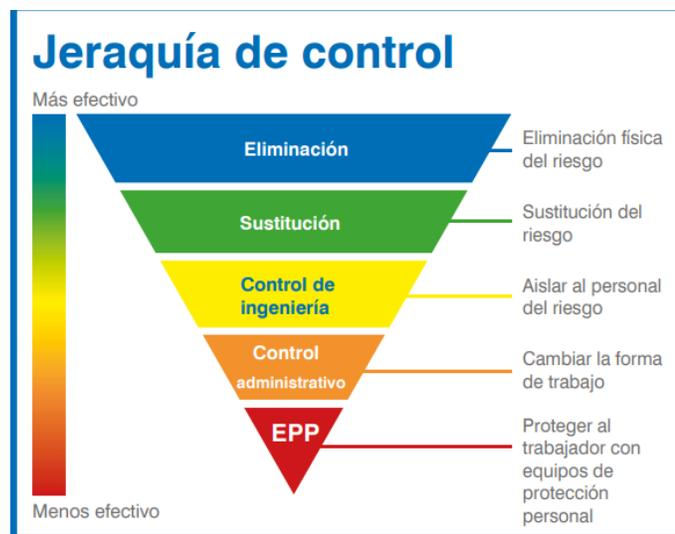 Jeraquía de control
Más efectivo
Eliminación
Eliminación física
del riesgo
Sustitución
Sustitución del
riesgo
Control de
ingeniería
Aislar al personal
del riesgo
Control
administrativo
Cambiar la forma
de trabajo
EPP
Proteger al
trabajador con
equipos de
protección
personal
Menos efectivo